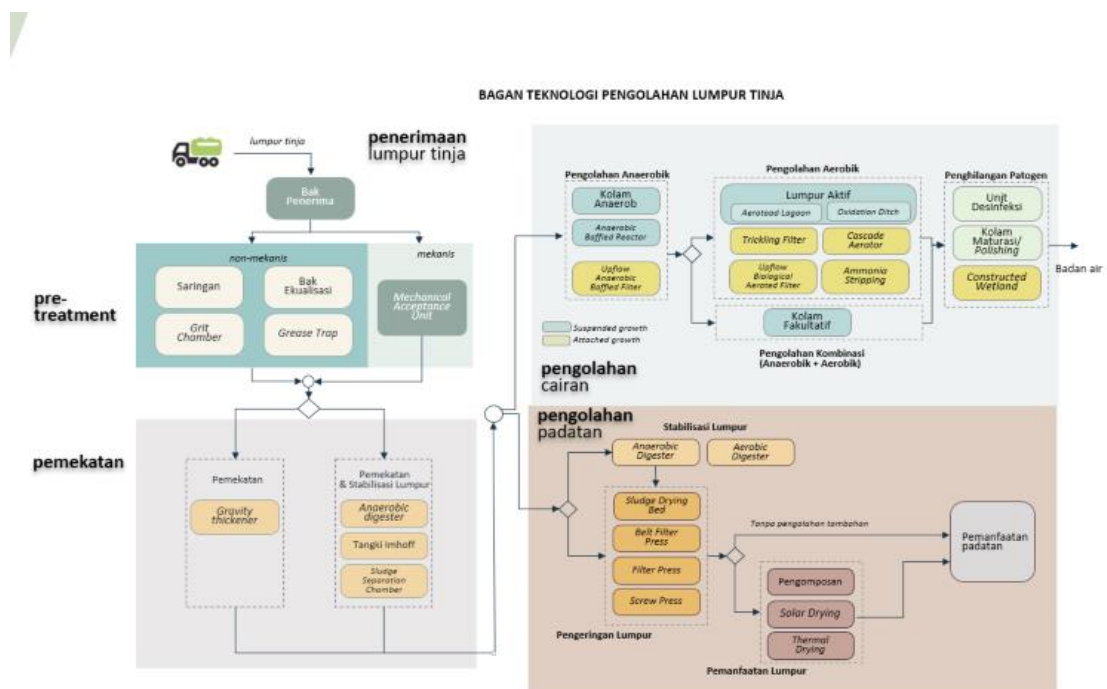 BAGAN TEKNOLOGI PENGOLAHAN LUMPUR TINJA
lumpur tinja
penerimaan
lumpur tinja
Bak
Penerima
non-mekanis
mekanis
pre-
treatment
Saringan
Bak
Ekualisasi
Grit
Chamber
Grease Trap
Mechanical
Acceptance
Unit
pemekatan
Pemekatan
Gravity
thickener
Pemekatan
& Stabilisasi Lumpur
Anaerobic
digester
Tangki Imhoff
Sludge
Separation
Chamber
Pengolahan Anaerobik
Kolam
Anaerob
Anaerobic
Baffled Reactor
Upflow
Anaerobic
Baffled Filter
Suspended growth
Attached growth
pengolahan
cairan
Pengolahan Aerobik
Lumpur Aktif
Aeratead Lagoon
Oxidation Ditch
Trickling Filter
Cascade
Aerator
Upflow
Biological
Aerated Filter
Ammonia
Stripping
Kolam
Fakultatif
Pengolahan Kombinasi
(Anaerobik + Aerobik)
Penghilangan Patogen
Unit
Desinfeksi
Kolam
Maturasi/
Polishing
Constructed
Wetland
Badan air
pengolahan
padatan
Stabilisasi Lumpur
Anaerobic
Digester
Aerobic
Digester
Sludge Drying
Bed
Belt Filter
Press
Filter Press
Screw Press
Pengeringan Lumpur
Tanpa pengolahan tambahan
Pengomposan
Solar Drying
Thermal
Drying
Pemanfaatan Lumpur
Pemanfaatan
padatan